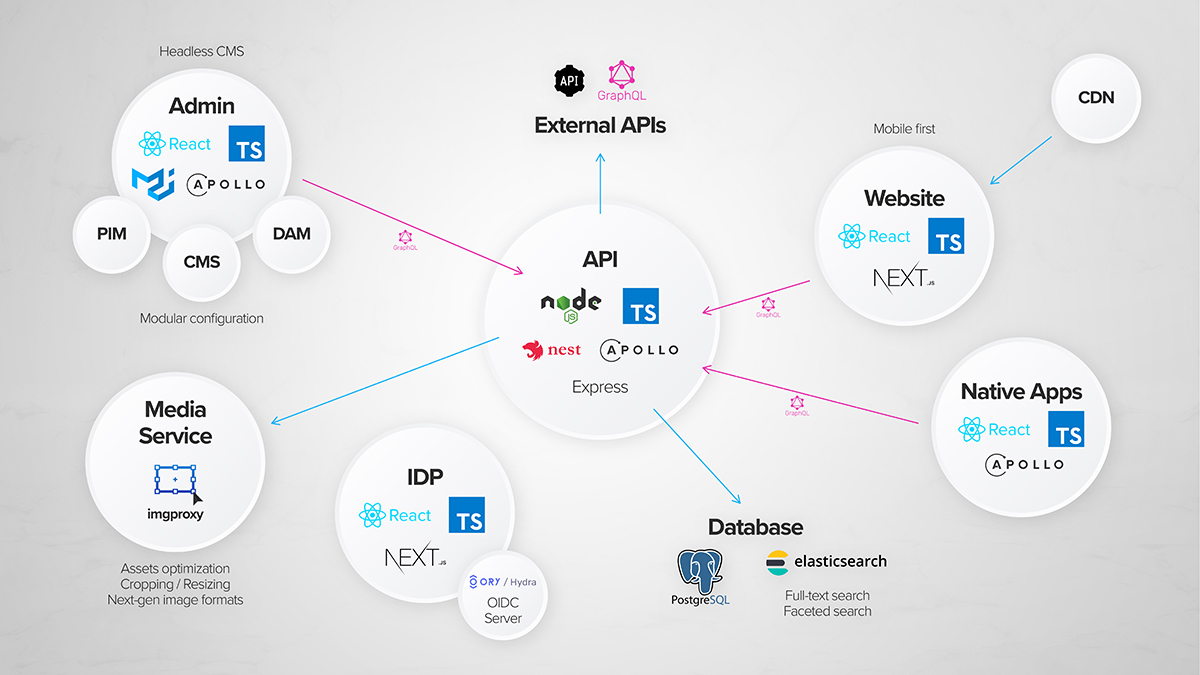 Headless CMS
Admin
React
TS
APOLLO
PIM
CMS
DAM
Modular configuration
GraphQL
API
GraphQL
External APIs
API
node
JS
TS
nest
APOLLO
Express
CDN
Mobile first
Website
React
TS
NEXT.JS
GraphQL
Native Apps
React
TS
APOLLO
GraphQL
Media
Service
imgproxy
Assets optimization
Cropping / Resizing
Next-gen image formats
IDP
React
TS
NEXT.JS
ORY / Hydra
OIDC
Server
Database
PostgreSQL
elasticsearch
Full-text search
Faceted search